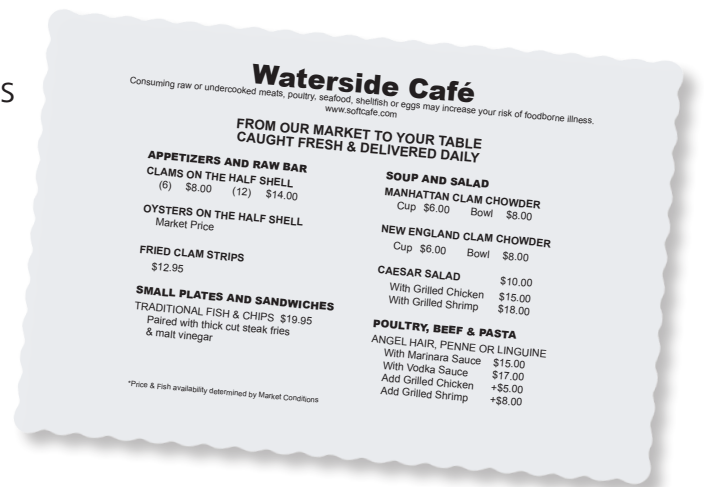 S
Waterside Café
Consuming raw or undercooked meats, poultry, seafood, shellfish or eggs may increase your risk of foodborne illness.
www.softcafe.com
FROM OUR MARKET TO YOUR TABLE
CAUGHT FRESH & DELIVERED DAILY
APPETIZERS AND RAW BAR
CLAMS ON THE HALF SHELL
(6) $8.00 (12) $14.00
OYSTERS ON THE HALF SHELL
Market Price
FRIED CLAM STRIPS
$12.95
SMALL PLATES AND SANDWICHES
TRADITIONAL FISH & CHIPS $19.95
Paired with thick cut steak fries
& malt vinegar
*Price & Fish availability determined by Market Conditions
SOUP AND SALAD
MANHATTAN CLAM CHOWDER
Cup $6.00 Bowl $8.00
NEW ENGLAND CLAM CHOWDER
Cup $6.00 Bowl $8.00
CAESAR SALAD $10.00
With Grilled Chicken $15.00
With Grilled Shrimp $18.00
POULTRY, BEEF & PASTA
ANGEL HAIR, PENNE OR LINGUINE
With Marinara Sauce $15.00
With Vodka Sauce $17.00
Add Grilled Chicken +$5.00
Add Grilled Shrimp +$8.00